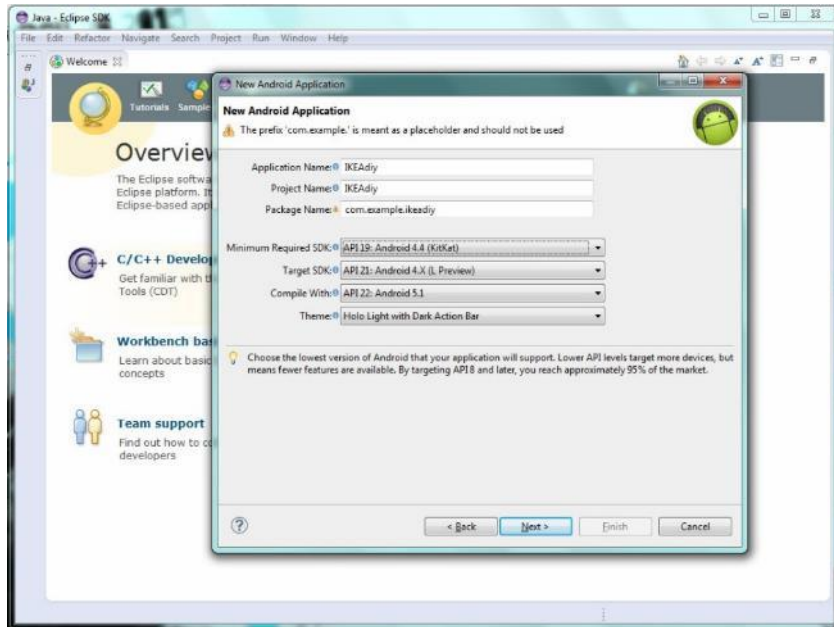 Java - Eclipse SDK
File Edit Refactor Navigate Search Project Run Window Help
Welcome
Tutorials Sample
Overview
The Eclipse softwa
Eclipse platform. It
Eclipse-based appl
C/C++ Develop
Get familiar with t
Tools (CDT)
Workbench bas
Learn about basic
concepts
Team support
Find out how to co
developers
New Android Application
New Android Application
The prefix 'com.example.' is meant as a placeholder and should not be used
Application Name: IKEAdiy
Project Name: IKEAdiy
Package Name: com.example.ikeadiy
Minimum Required SDK: API 19: Android 4.4 (KitKat)
Target SDK: API 21: Android 4.X (L Preview)
Compile With: API 22: Android 5.1
Theme: Holo Light with Dark Action Bar
Choose the lowest version of Android that your application will support. Lower API levels target more devices, but
means fewer features are available. By targeting API 8 and later, you reach approximately 95% of the market.
< Back Next > Finish Cancel